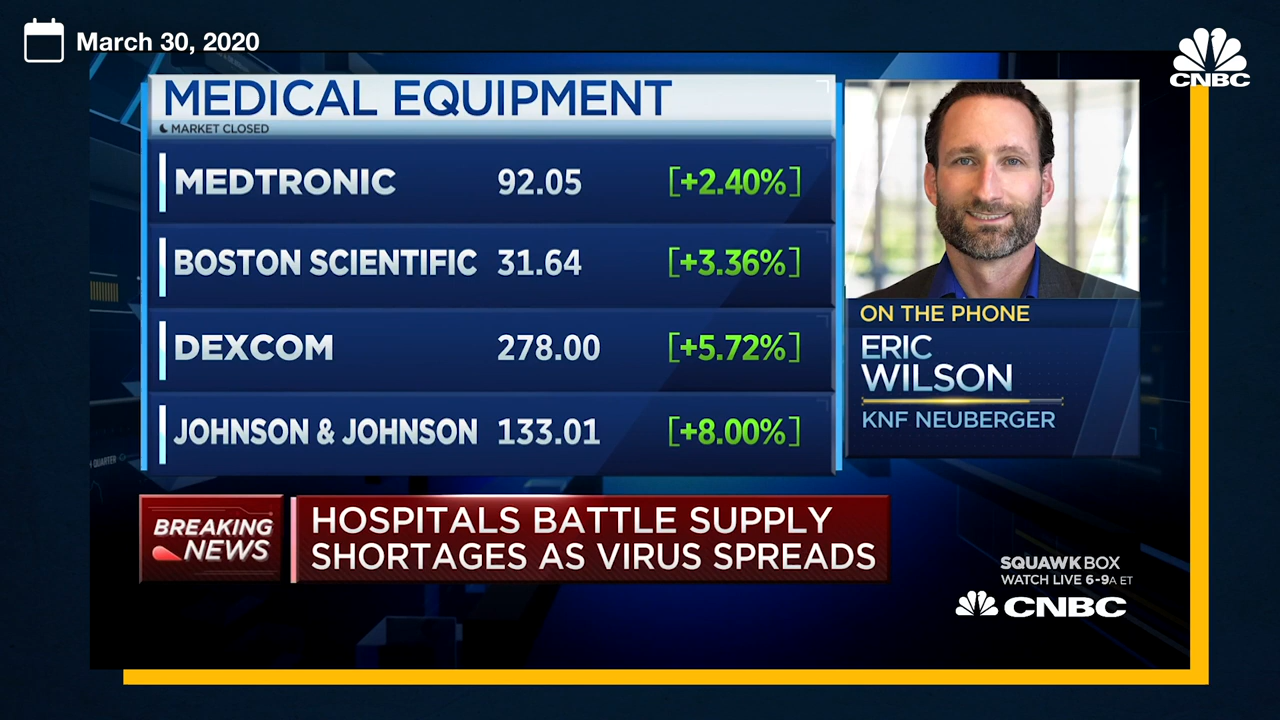 March 30, 2020
CNBC
MEDICAL EQUIPMENT
MARKET CLOSED
MEDTRONIC 92.05 [+2.40%]
BOSTON SCIENTIFIC 31.64 [+3.36%]
DEXCOM 278.00 [+5.72%]
JOHNSON & JOHNSON 133.01 [+8.00%]
ON THE PHONE
ERIC
WILSON
KNF NEUBERGER
QUARTER
BREAKING
NEWS
HOSPITALS BATTLE SUPPLY
SHORTAGES AS VIRUS SPREADS
SQUAWK BOX
WATCH LIVE 6-9A ET
CNBC